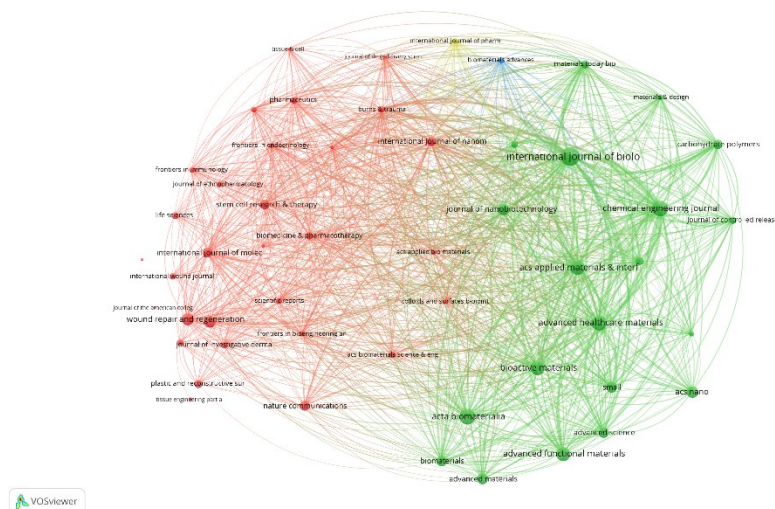 international journal of pharm
tissue & cell
biomaterials advances
materials today bio
pharmaceutics
materials & design
burns & trauma
international journal of nanom
frontiers in endocrinology
carbohydrate polymers
international journal of biolo
frontiers in immunology
journal of ethnopharmacology
stem cell research & therapy
journal of nanobiotechnology
chemical engineering journal
life sciences
journal of controlled releas
biomedicine & pharmacotherapy
international journal of molec
acs applied bio materials
acs applied materials & interf
international wound journal
scientific reports
colloids and surfaces b-bioint
journal of the american colleg
wound repair and regeneration
advanced healthcare materials
frontiers in bioengineering an
journal of investigative derma
acs biomaterials science & eng
bioactive materials
plastic and reconstructive sur
small
acs nano
tissue engineering part a
nature communications
acta biomaterialia
advanced science
advanced functional materials
biomaterials
advanced materials
VOSviewer